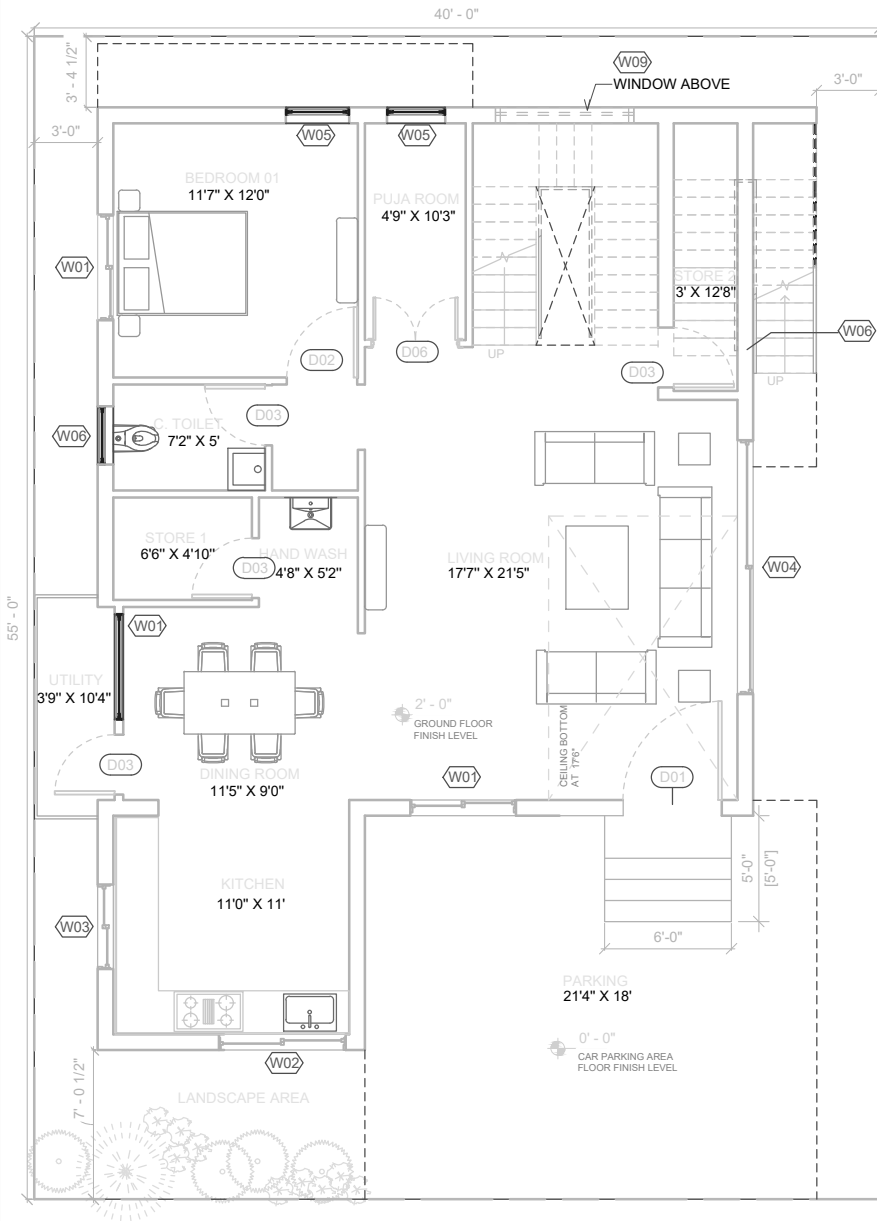 40' - 0"
3' - 4 1/2"
W09
WINDOW ABOVE
3'-0"
3'-0"
W05
W05
BEDROOM 01
11'7" X 12'0"
PUJA ROOM
4'9" X 10'3"
W01
STORE 2
3' X 12'8"
W06
UP
D02
D06
D03
UP
D03
C. TOILET
7'2" X 5'
W06
STORE 1
6'6" X 4'10"
HAND WASH
4'8" X 5'2"
D03
LIVING ROOM
17'7" X 21'5"
W04
55' - 0"
W01
UTILITY
3'9" X 10'4"
2' - 0"
GROUND FLOOR
FINISH LEVEL
CEILING BOTTOM
AT 17'6"
D03
DINING ROOM
11'5" X 9'0"
W01
D01
KITCHEN
11'0" X 11'
5'-0"
[5'-0"]
W03
6'-0"
PARKING
21'4" X 18'
0' - 0"
CAR PARKING AREA
FLOOR FINISH LEVEL
W02
7' - 0 1/2"
LANDSCAPE AREA